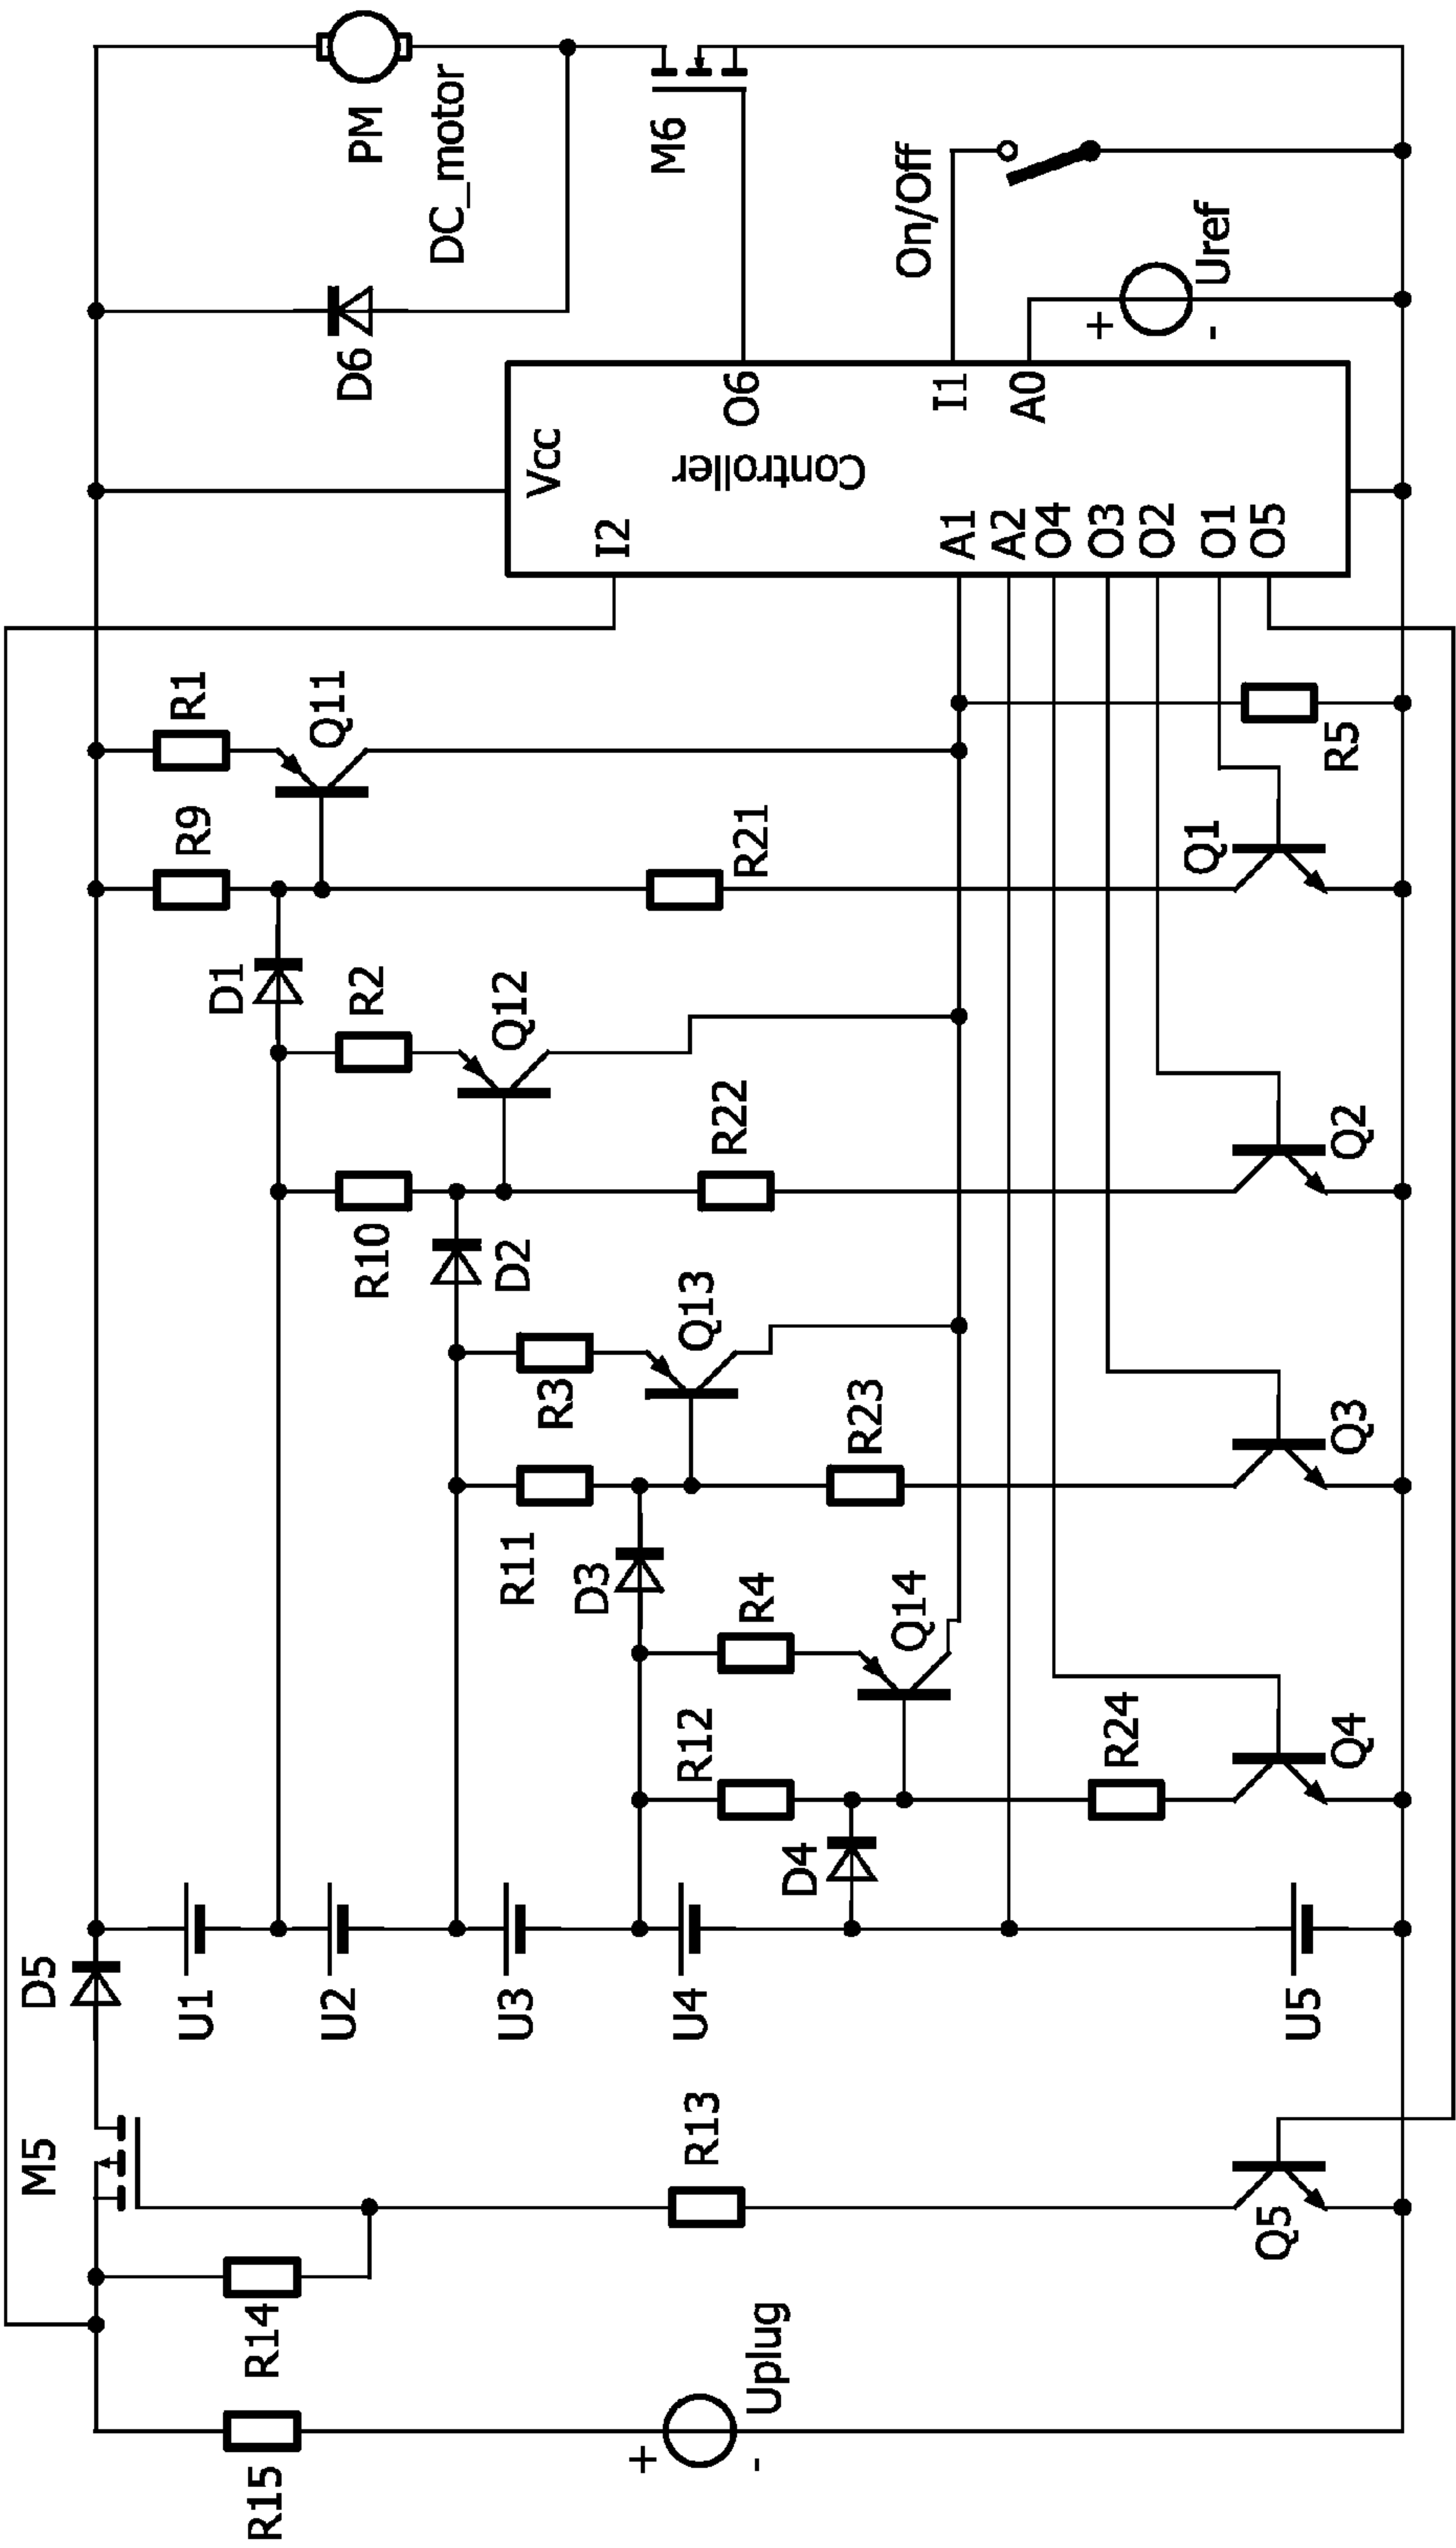 PM
DC_motor
D6
M6
On/Off
+
Uref
-
Vcc
I2
O6
Controller
I1
A0
A1
A2
O4
O3
O2
O1
O5
R1
Q11
R9
R21
R5
Q1
D1
R2
Q12
R22
R10
Q2
D2
R3
Q13
R23
R11
Q3
D3
R4
Q14
R12
R24
Q4
D4
D5
U1
U2
U3
U4
U5
M5
R13
Q5
R14
R15
+
Uplug
-